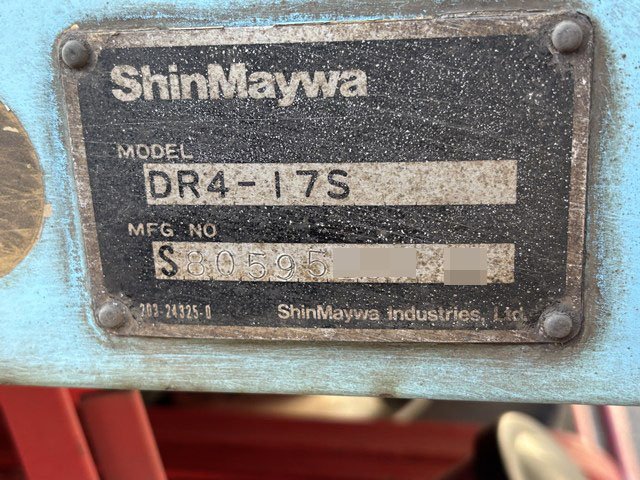 ShinMaywa
MODEL
DR4-17S
MFG NO
S80595
203-24325-0
ShinMaywa Industries, Ltd.